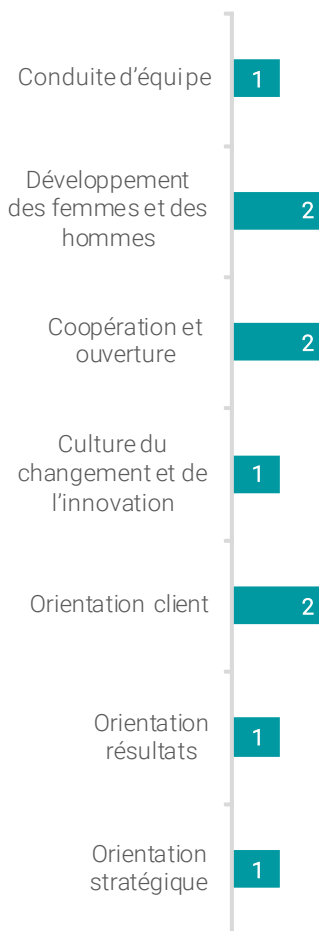 Conduite d'équipe
1
Développement
des femmes et des
hommes
2
Coopération et
ouverture
2
Culture du
changement et de
l'innovation
1
Orientation client
2
Orientation
résultats
1
Orientation
stratégique
1